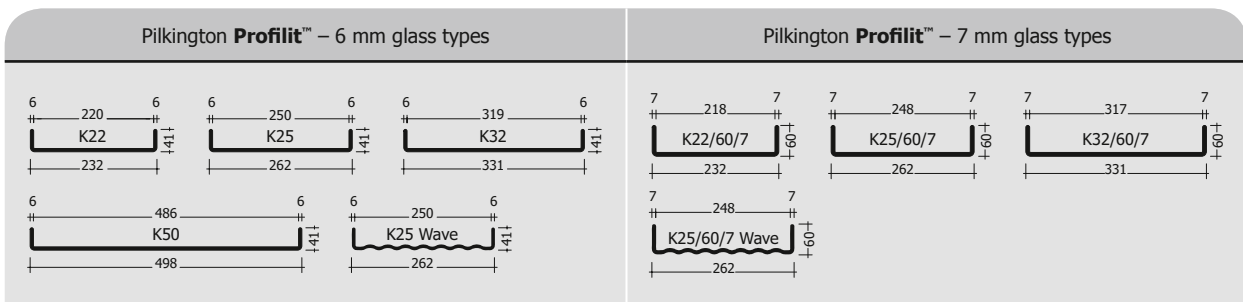 Pilkington Profilit™ – 6 mm glass types
Pilkington Profilit™ – 7 mm glass types
6 220 6
K22 41
232
6 250 6
K25 41
262
6 319 6
K32 41
331
7 218 7
K22/60/7 60
232
7 248 7
K25/60/7 60
262
7 317 7
K32/60/7 60
331
6 486 6
K50 41
498
6 250 6
K25 Wave 41
262
7 248 7
K25/60/7 Wave 60
262